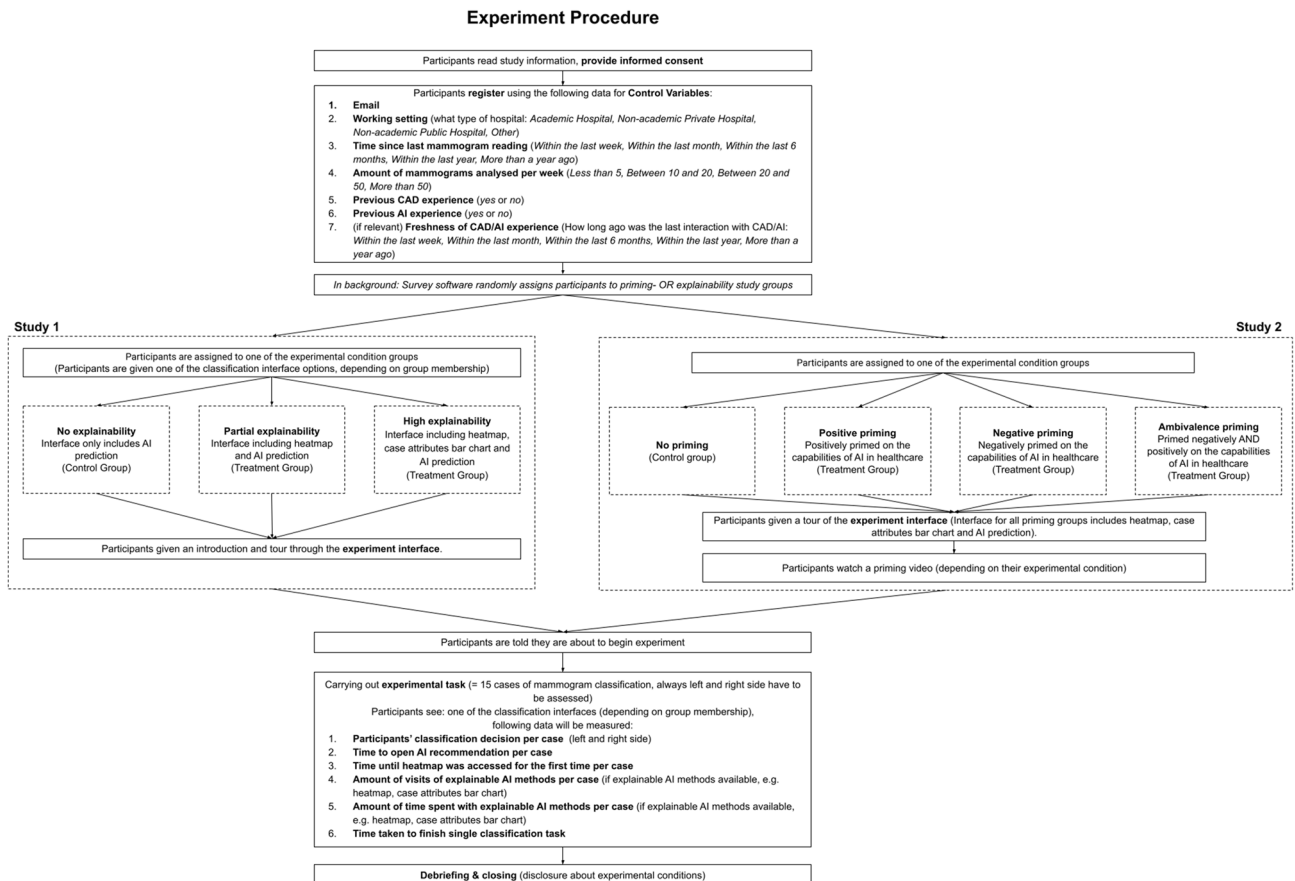 Experiment Procedure
Participants read study information, provide informed consent
Participants register using the following data for Control Variables:
1. Email
2. Working setting (what type of hospital: Academic Hospital, Non-academic Private Hospital,
Non-academic Public Hospital, Other)
3. Time since last mammogram reading (Within the last week, Within the last month, Within the last 6
months, Within the last year, More than a year ago)
4. Amount of mammograms analysed per week (Less than 5, Between 10 and 20, Between 20 and
50, More than 50)
5. Previous CAD experience (yes or no)
6. Previous AI experience (yes or no)
7. (if relevant) Freshness of CAD/AI experience (How long ago was the last interaction with CAD/AI:
Within the last week, Within the last month, Within the last 6 months, Within the last year, More than a
year ago)
In background: Survey software randomly assigns participants to priming- OR explainability study groups
Study 1
Participants are assigned to one of the experimental condition groups
(Participants are given one of the classification interface options, depending on group membership)
No explainability
Interface only includes AI
prediction
(Control Group)
Partial explainability
Interface including heatmap
and AI prediction
(Treatment Group)
High explainability
Interface including heatmap,
case attributes bar chart and
AI prediction
(Treatment Group)
Participants given an introduction and tour through the experiment interface.
Study 2
Participants are assigned to one of the experimental condition groups
No priming
(Control group)
Positive priming
Positively primed on the
capabilities of AI in healthcare
(Treatment Group)
Negative priming
Negatively primed on the
capabilities of AI in healthcare
(Treatment Group)
Ambivalence priming
Primed negatively AND
positively on the capabilities
of AI in healthcare
(Treatment Group)
Participants given a tour of the experiment interface (Interface for all priming groups includes heatmap, case
attributes bar chart and AI prediction).
Participants watch a priming video (depending on their experimental condition)
Participants are told they are about to begin experiment
Carrying out experimental task (= 15 cases of mammogram classification, always left and right side have to
be assessed)
Participants see: one of the classification interfaces (depending on group membership),
following data will be measured:
1. Participants' classification decision per case (left and right side)
2. Time to open AI recommendation per case
3. Time until heatmap was accessed for the first time per case
4. Amount of visits of explainable AI methods per case (if explainable AI methods available, e.g.
heatmap, case attributes bar chart)
5. Amount of time spent with explainable AI methods per case (if explainable AI methods available,
e.g. heatmap, case attributes bar chart)
6. Time taken to finish single classification task
Debriefing & closing (disclosure about experimental conditions)